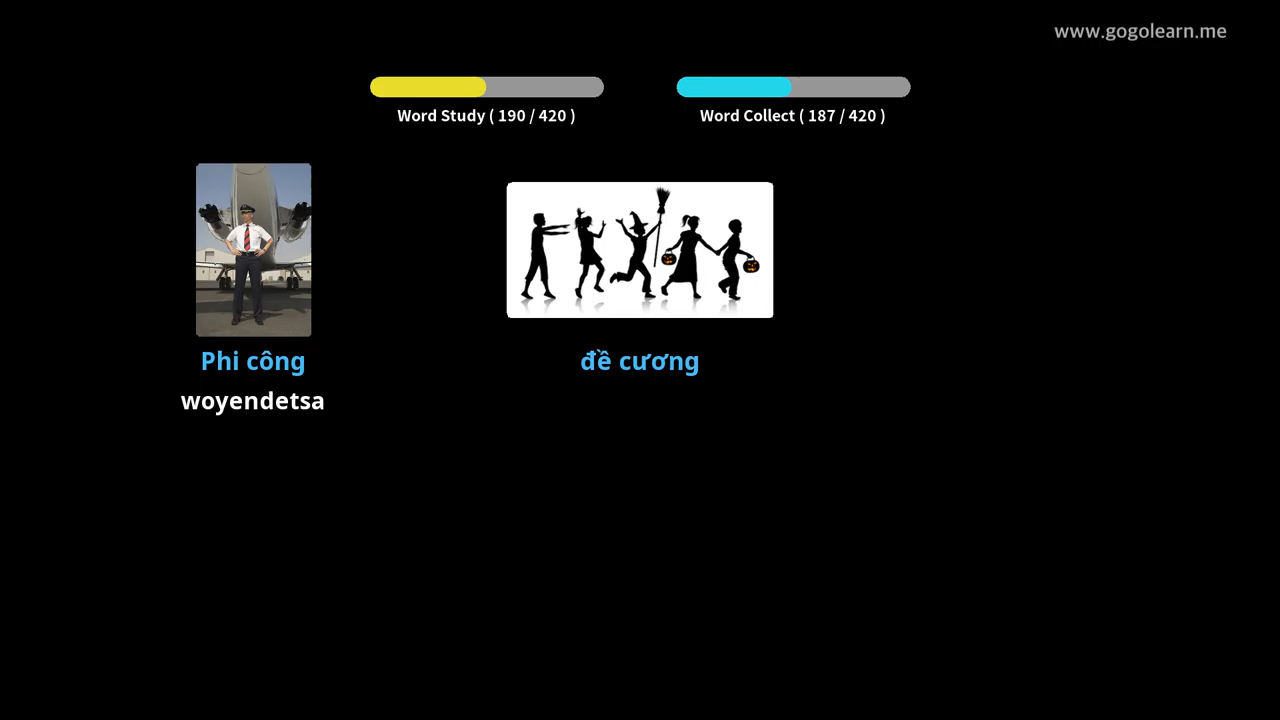 www.gogolearn.me
Word Study ( 190 / 420 )
Word Collect ( 187 / 420 )
Phi công
woyendetsa
đề cương